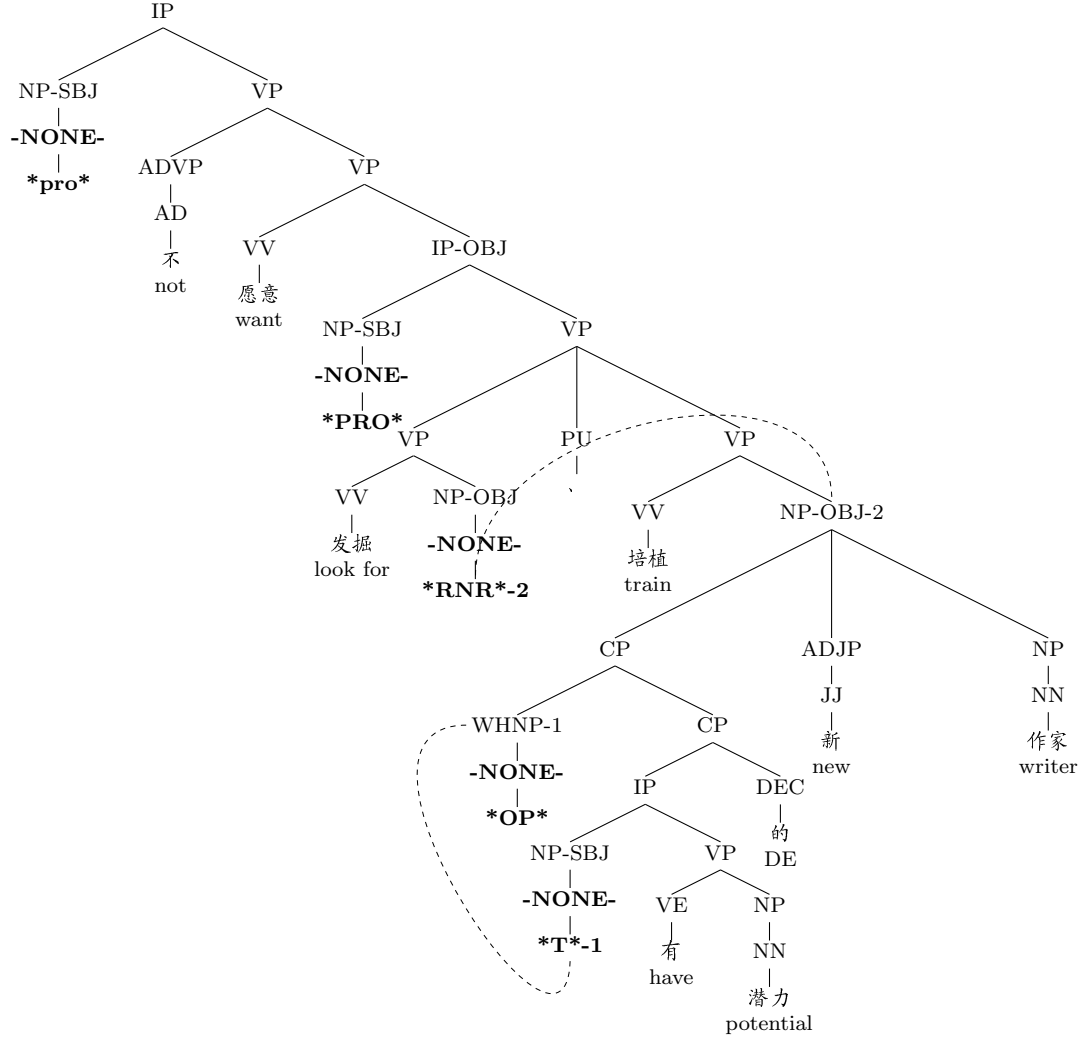 IP
NP-SBJ VP
-NONE-
*pro*
ADVP VP
AD
不
not
VV IP-OBJ
愿意
want
NP-SBJ VP
-NONE-
*PRO*
VP PU VP
、
VV NP-OBJ VV NP-OBJ-2
发掘 -NONE- 培植
look for *RNR*-2 train
CP ADJP NP
JJ NN
新 作家
new writer
WHNP-1 CP
-NONE-
*OP*
IP DEC
的
DE
NP-SBJ VP
-NONE-
*T*-1
VE NP
有 NN
have 潜力
potential